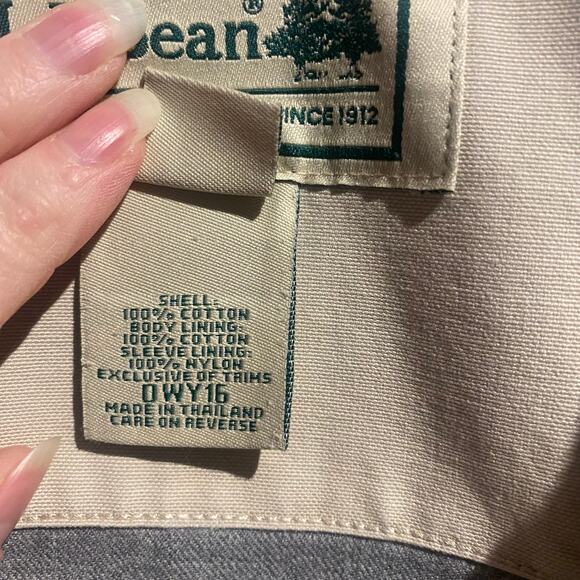 Bean®
SINCE 1912
SHELL:
100% COTTON
BODY LINING:
100% COTTON
SLEEVE LINING:
100% NYLON
EXCLUSIVE OF TRIMS
0WY16
MADE IN THAILAND
CARE ON REVERSE